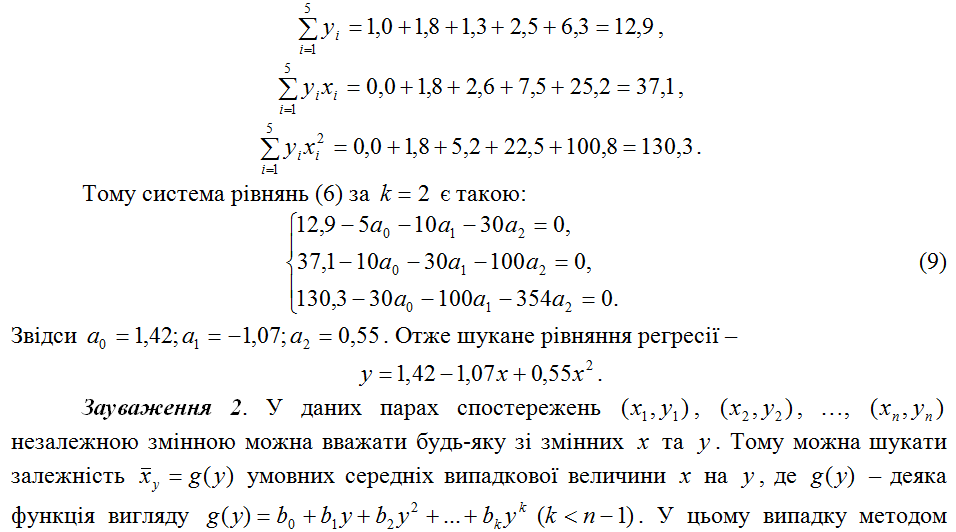 \sum_{i=1}^{5} y_i = 1,0 + 1,8 + 1,3 + 2,5 + 6,3 = 12,9 ,
\sum_{i=1}^{5} y_i x_i = 0,0 + 1,8 + 2,6 + 7,5 + 25,2 = 37,1 ,
\sum_{i=1}^{5} y_i x_i^2 = 0,0 + 1,8 + 5,2 + 22,5 + 100,8 = 130,3 .
Тому система рівнянь (6) за k = 2 є такою:
12,9 − 5a_0 − 10a_1 − 30a_2 = 0,
37,1 − 10a_0 − 30a_1 − 100a_2 = 0, (9)
130,3 − 30a_0 − 100a_1 − 354a_2 = 0.
Звідси a_0 = 1,42; a_1 = −1,07; a_2 = 0,55 . Отже шукане рівняння регресії –
y = 1,42 − 1,07x + 0,55x^2 .
Зауваження 2. У даних парах спостережень (x_1, y_1) , (x_2, y_2) , …, (x_n, y_n)
незалежною змінною можна вважати будь-яку зі змінних x та y . Тому можна шукати
залежність \bar{x}_y = g(y) умовних середніх випадкової величини x на y , де g(y) – деяка
функція вигляду g(y) = b_0 + b_1 y + b_2 y^2 + ... + b_k y^k (k < n − 1) . У цьому випадку методом